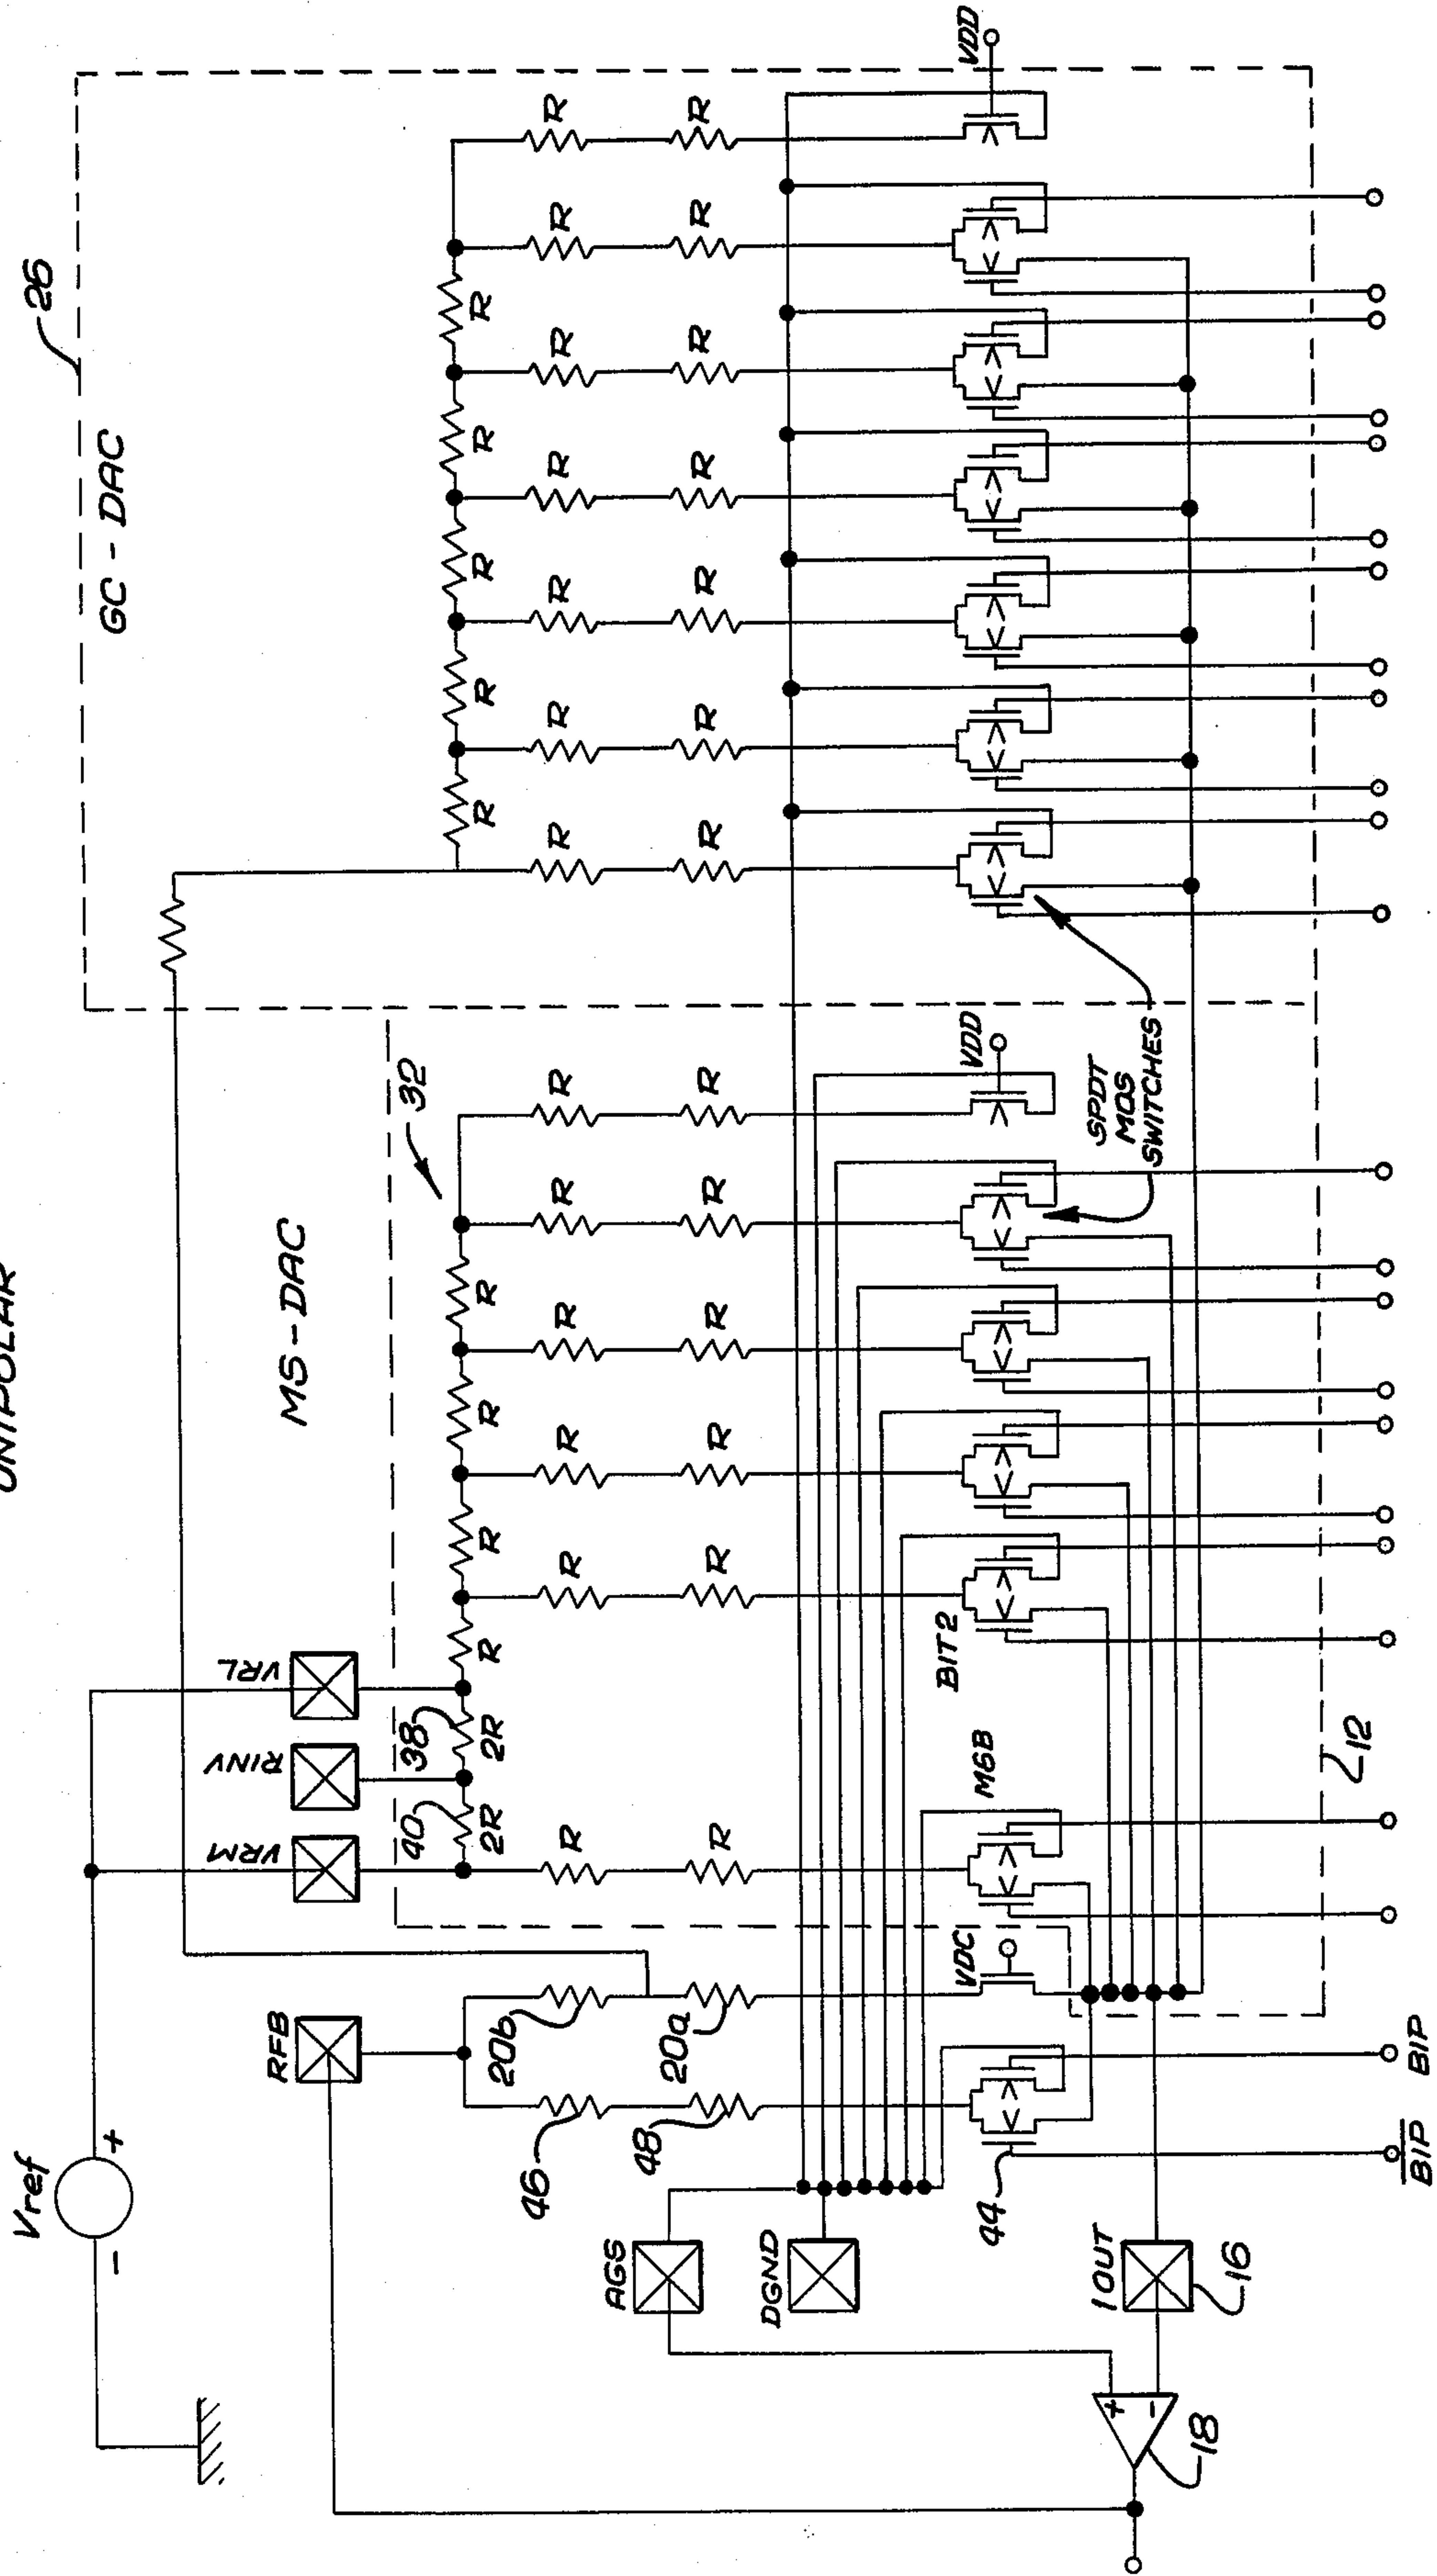 UNIPOLAR
Vref
26
- +
GC - DAC
VRM
RINV
VRL
RFB
MS - DAC
32
40
38
2R 2R R R R R R R R R R
46
20b
R R R R R R R R R R R R R
48
20a
R R R R R R R R R R R R R
AGS
DGND
BIT2
VDC
MSB
VDD
VDD
44
IOUT
SPDT
MOS
SWITCHES
+
-
18
16
12
B̅I̅P̅ BIP